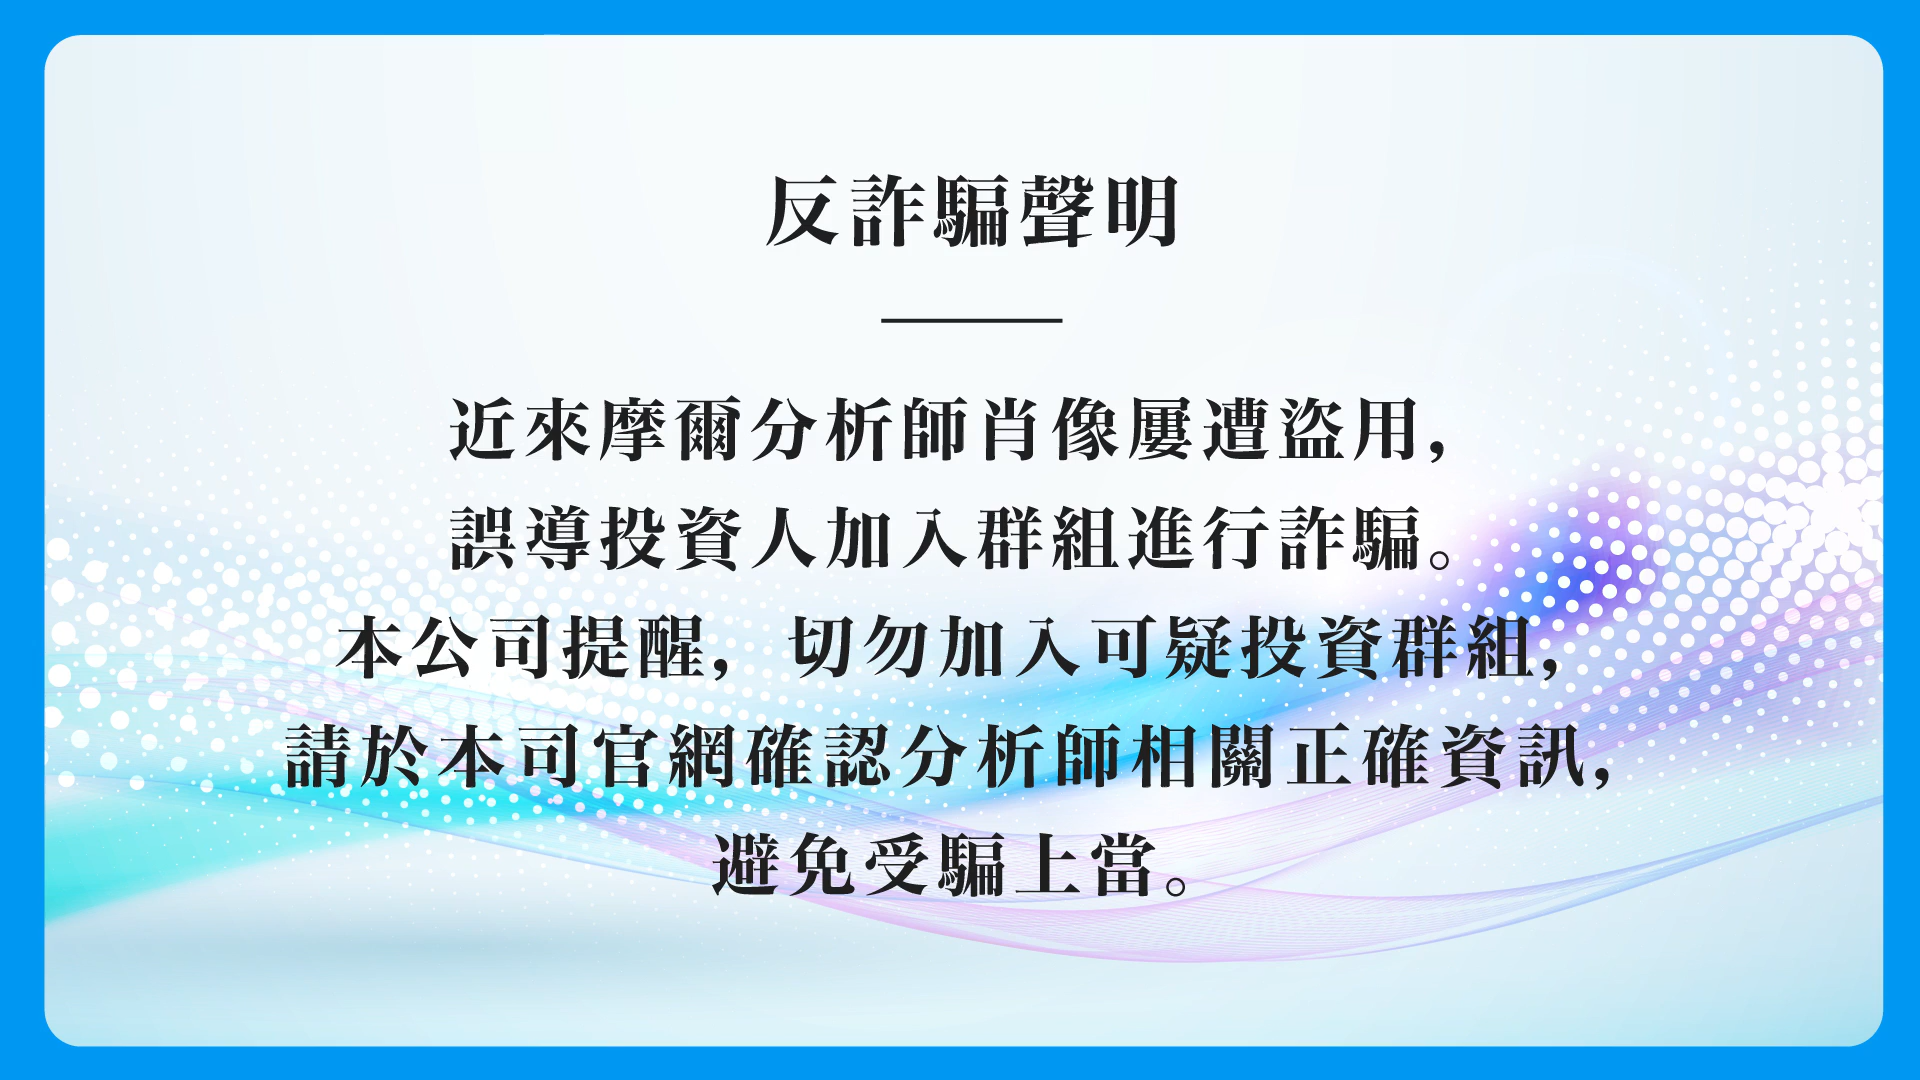 反詐騙聲明
近來摩爾分析師肖像屢遭盜用,
誤導投資人加入群組進行詐騙。
本公司提醒, 切勿加入可疑投資群組,
請於本司官網確認分析師相關正確資訊,
避免受騙上當。